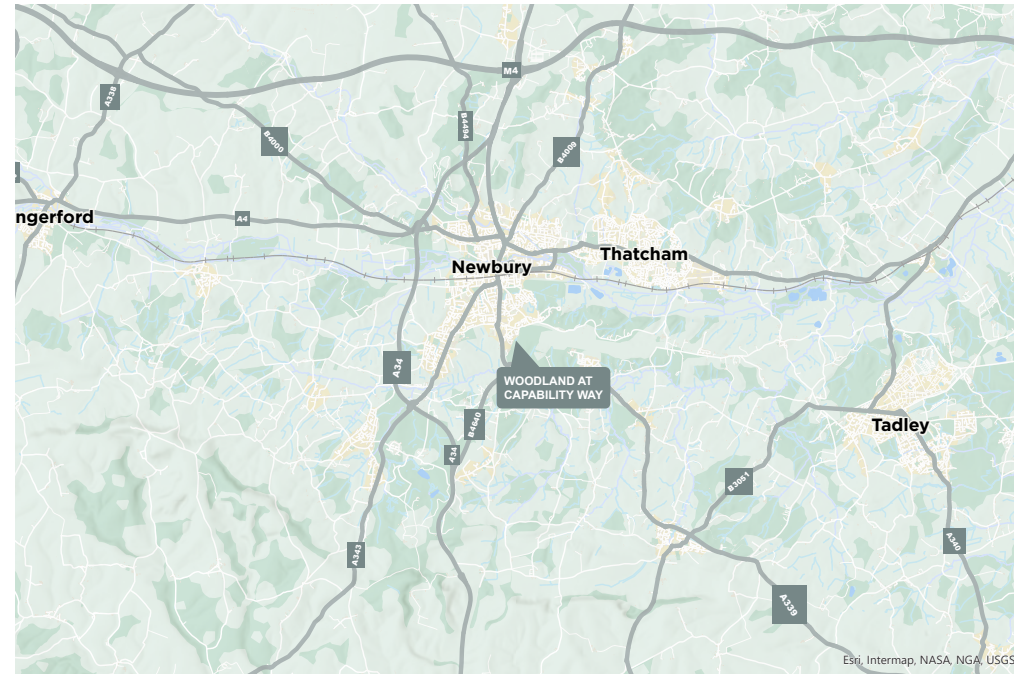 M4
A338
B4494
B4000
B4009
ngerford
A4
Newbury
Thatcham
A34
WOODLAND AT
CAPABILITY WAY
B4640
Tadley
A34
B3051
A343
A340
A339
Esri, Intermap, NASA, NGA, USGS